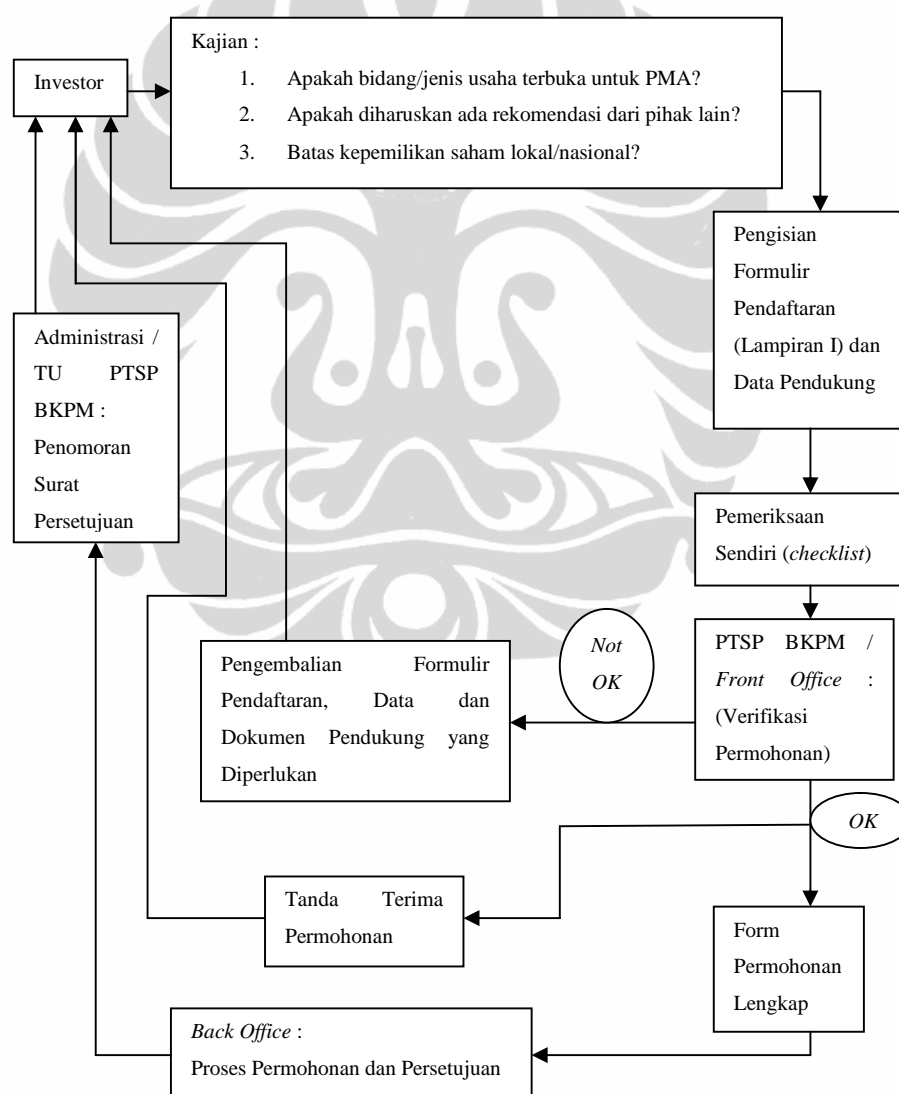 Kajian :
Investor
1. Apakah bidang/jenis usaha terbuka untuk PMA?
2. Apakah diharuskan ada rekomendasi dari pihak lain?
3. Batas kepemilikan saham lokal/nasional?
Pengisian
Formulir
Pendaftaran
(Lampiran I) dan
Data Pendukung
Administrasi /
TU PTSP
BKPM :
Penomoran
Surat
Persetujuan
Pemeriksaan
Sendiri (checklist)
PTSP BKPM /
Front Office :
(Verifikasi
Permohonan)
Not
OK
Pengembalian Formulir
Pendaftaran, Data dan
Dokumen Pendukung yang
Diperlukan
OK
Tanda Terima
Permohonan
Form
Permohonan
Lengkap
Back Office :
Proses Permohonan dan Persetujuan